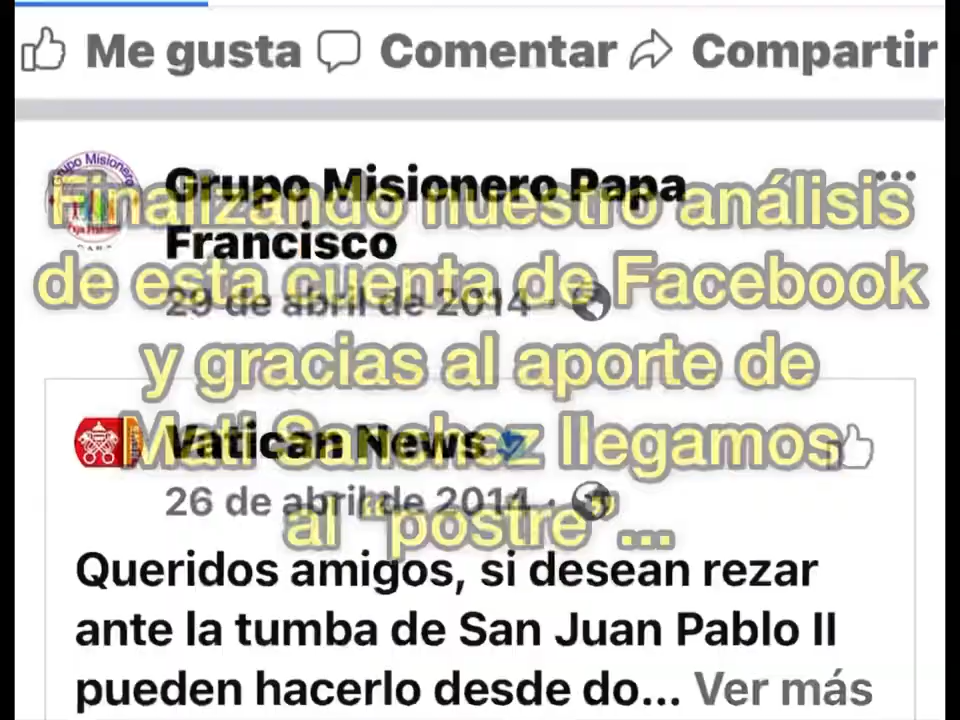 Me gusta Comentar Compartir
Grupo Misionero Papa
Francisco
29 de abril de 2014 ·
Finalizando nuestro análisis
de esta cuenta de Facebook
y gracias al aporte de
Mati Sanchez llegamos
al “postre”...
Vatican News
26 de abril de 2014 ·
Queridos amigos, si desean rezar
ante la tumba de San Juan Pablo II
pueden hacerlo desde do... Ver más